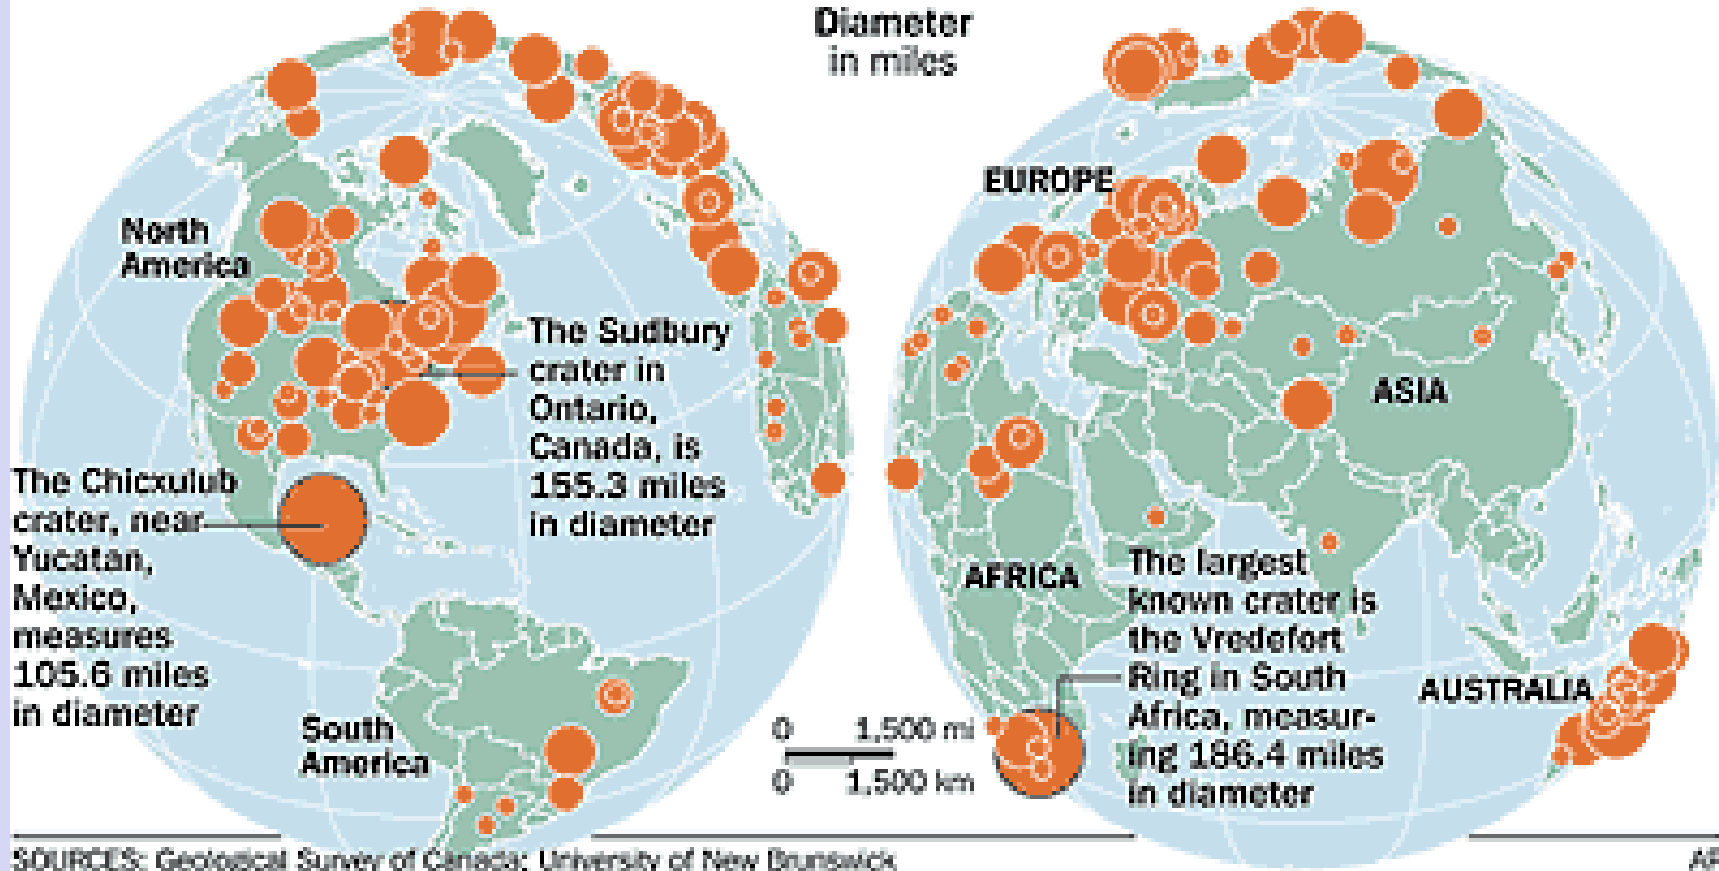 Diameter
in miles
North
America
The Sudbury
crater in
Ontario,
Canada, is
155.3 miles
in diameter
The Chicxulub
crater, near
Yucatan,
Mexico,
measures
105.6 miles
in diameter
South
America
0 1,500 mi
0 1,500 km
EUROPE
ASIA
AFRICA
The largest
known crater is
the Vredefort
Ring in South
Africa, measur-
ing 186.4 miles
in diameter
AUSTRALIA
SOURCES: Geological Survey of Canada; University of New Brunswick
AP